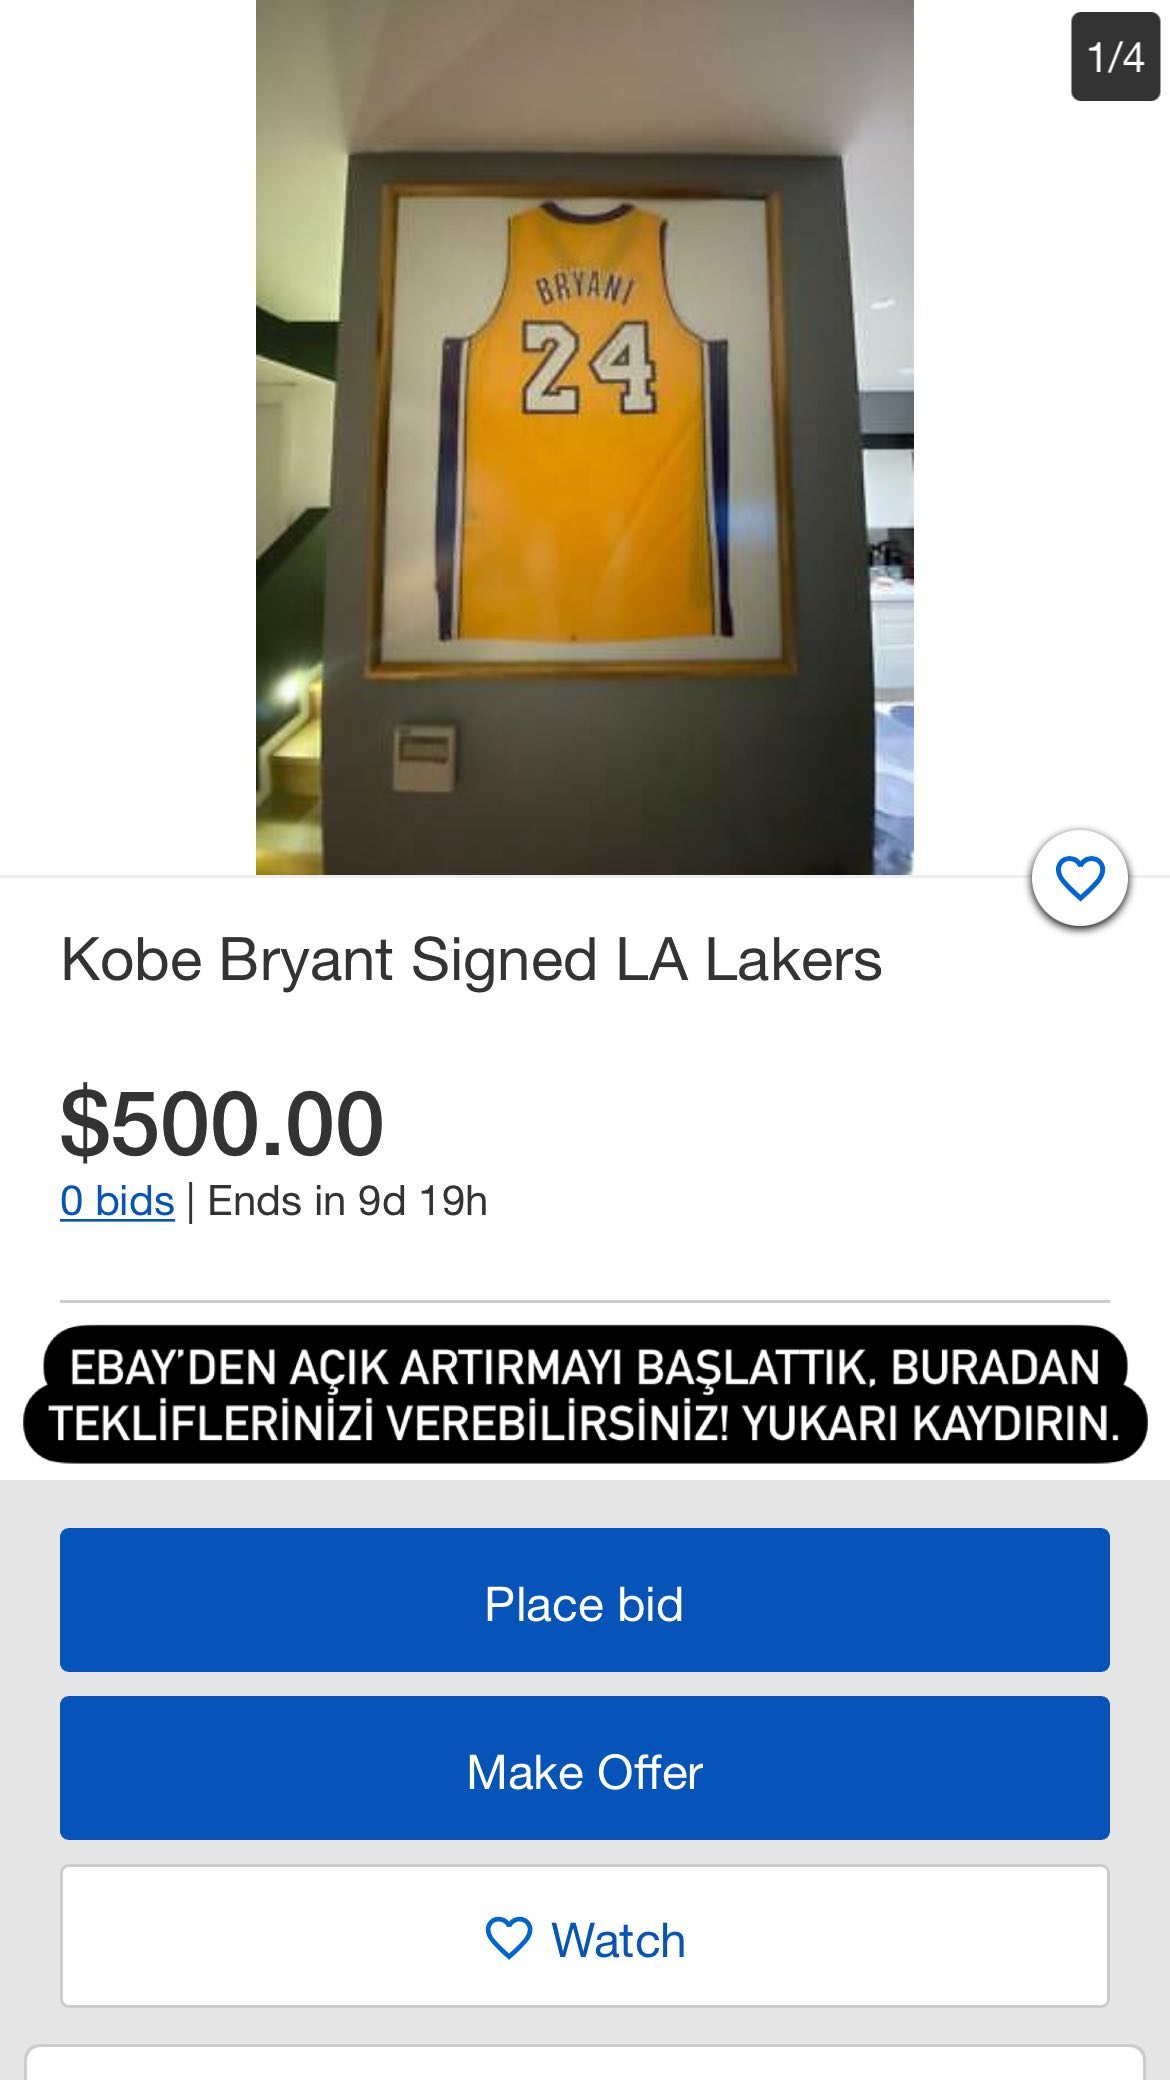 1/4
BRYANT
24
Kobe Bryant Signed LA Lakers
$500.00
0 bids | Ends in 9d 19h
EBAY’DEN AÇIK ARTIRMAYI BAŞLATTIK, BURADAN
TEKLİFLERİNİZİ VEREBİLİRSİNİZ! YUKARI KAYDIRIN.
Place bid
Make Offer
Watch